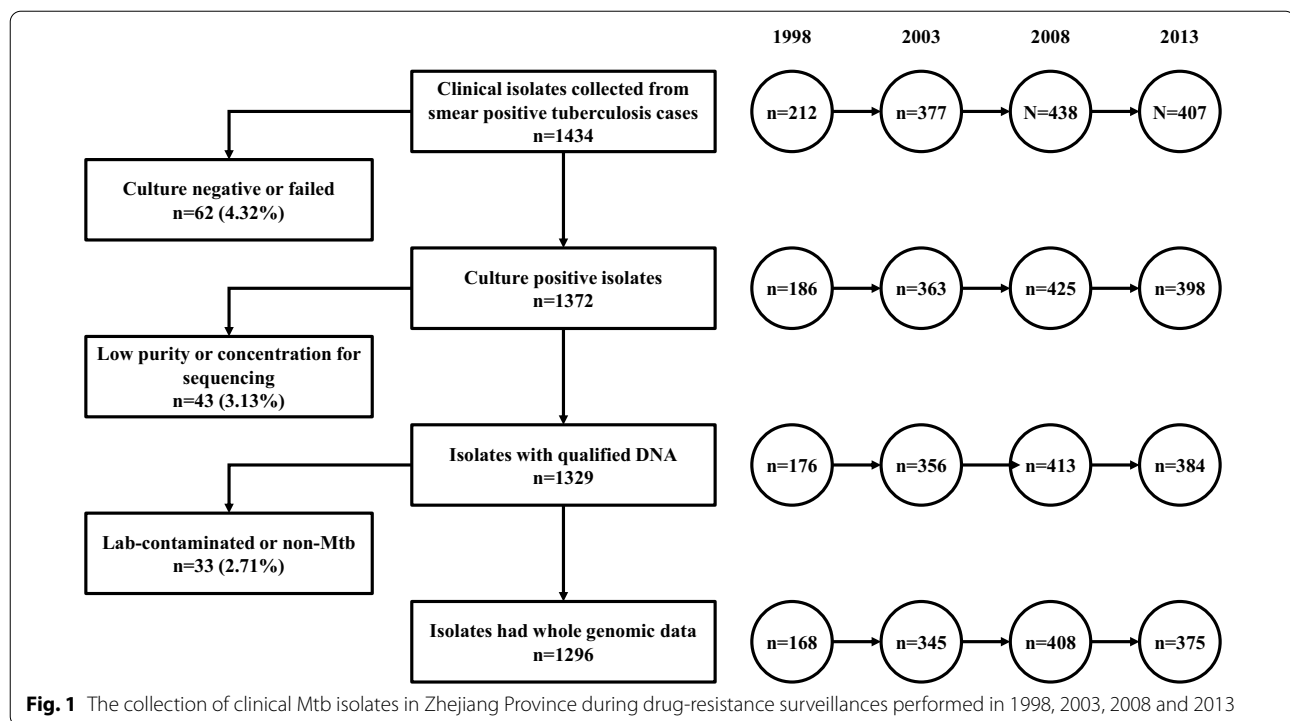 1998 2003 2008 2013
Clinical isolates collected from
smear positive tuberculosis cases
n=1434
n=212 n=377 N=438 N=407
Culture negative or failed
n=62 (4.32%)
Culture positive isolates
n=1372
n=186 n=363 n=425 n=398
Low purity or concentration for
sequencing
n=43 (3.13%)
Isolates with qualified DNA
n=1329
n=176 n=356 n=413 n=384
Lab-contaminated or non-Mtb
n=33 (2.71%)
Isolates had whole genomic data
n=1296
n=168 n=345 n=408 n=375
Fig. 1 The collection of clinical Mtb isolates in Zhejiang Province during drug-resistance surveillances performed in 1998, 2003, 2008 and 2013